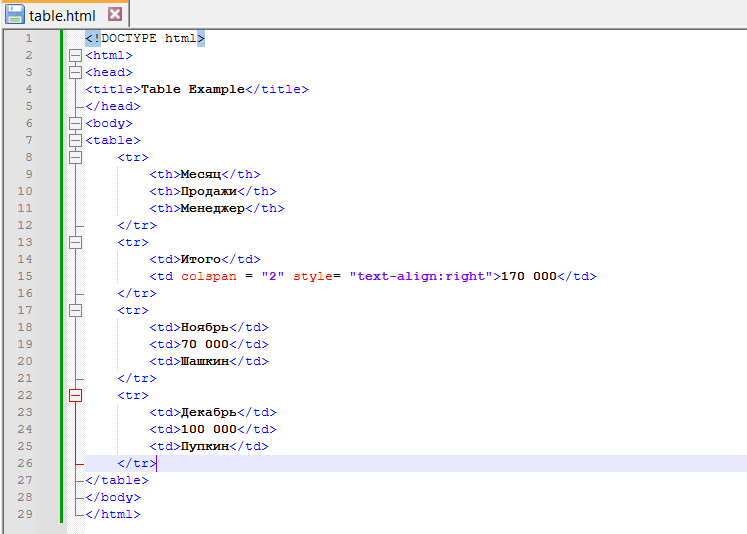 table.html
1 <!DOCTYPE html>
2 <html>
3 <head>
4 <title>Table Example</title>
5 </head>
6 <body>
7 <table>
8 <tr>
9 <th>Месяц</th>
10 <th>Продажи</th>
11 <th>Менеджер</th>
12 </tr>
13 <tr>
14 <td>Итого</td>
15 <td colspan = "2" style= "text-align:right">170 000</td>
16 </tr>
17 <tr>
18 <td>Ноябрь</td>
19 <td>70 000</td>
20 <td>Шашкин</td>
21 </tr>
22 <tr>
23 <td>Декабрь</td>
24 <td>100 000</td>
25 <td>Пупкин</td>
26 </tr>
27 </table>
28 </body>
29 </html>